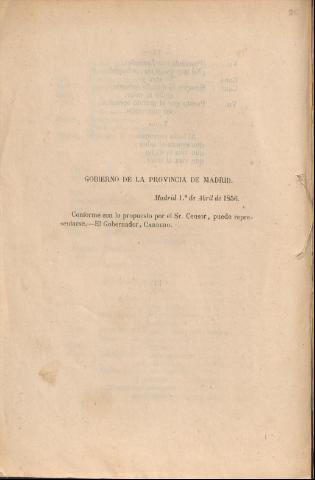 GOBIERNO DE LA PROVINCIA DE MADRID.
Madrid 1.º de Abril de 1856.
Conforme con lo propuesto por el Sr. Censor, puede repre-
sentarse.—El Gobernador, CARDERO.